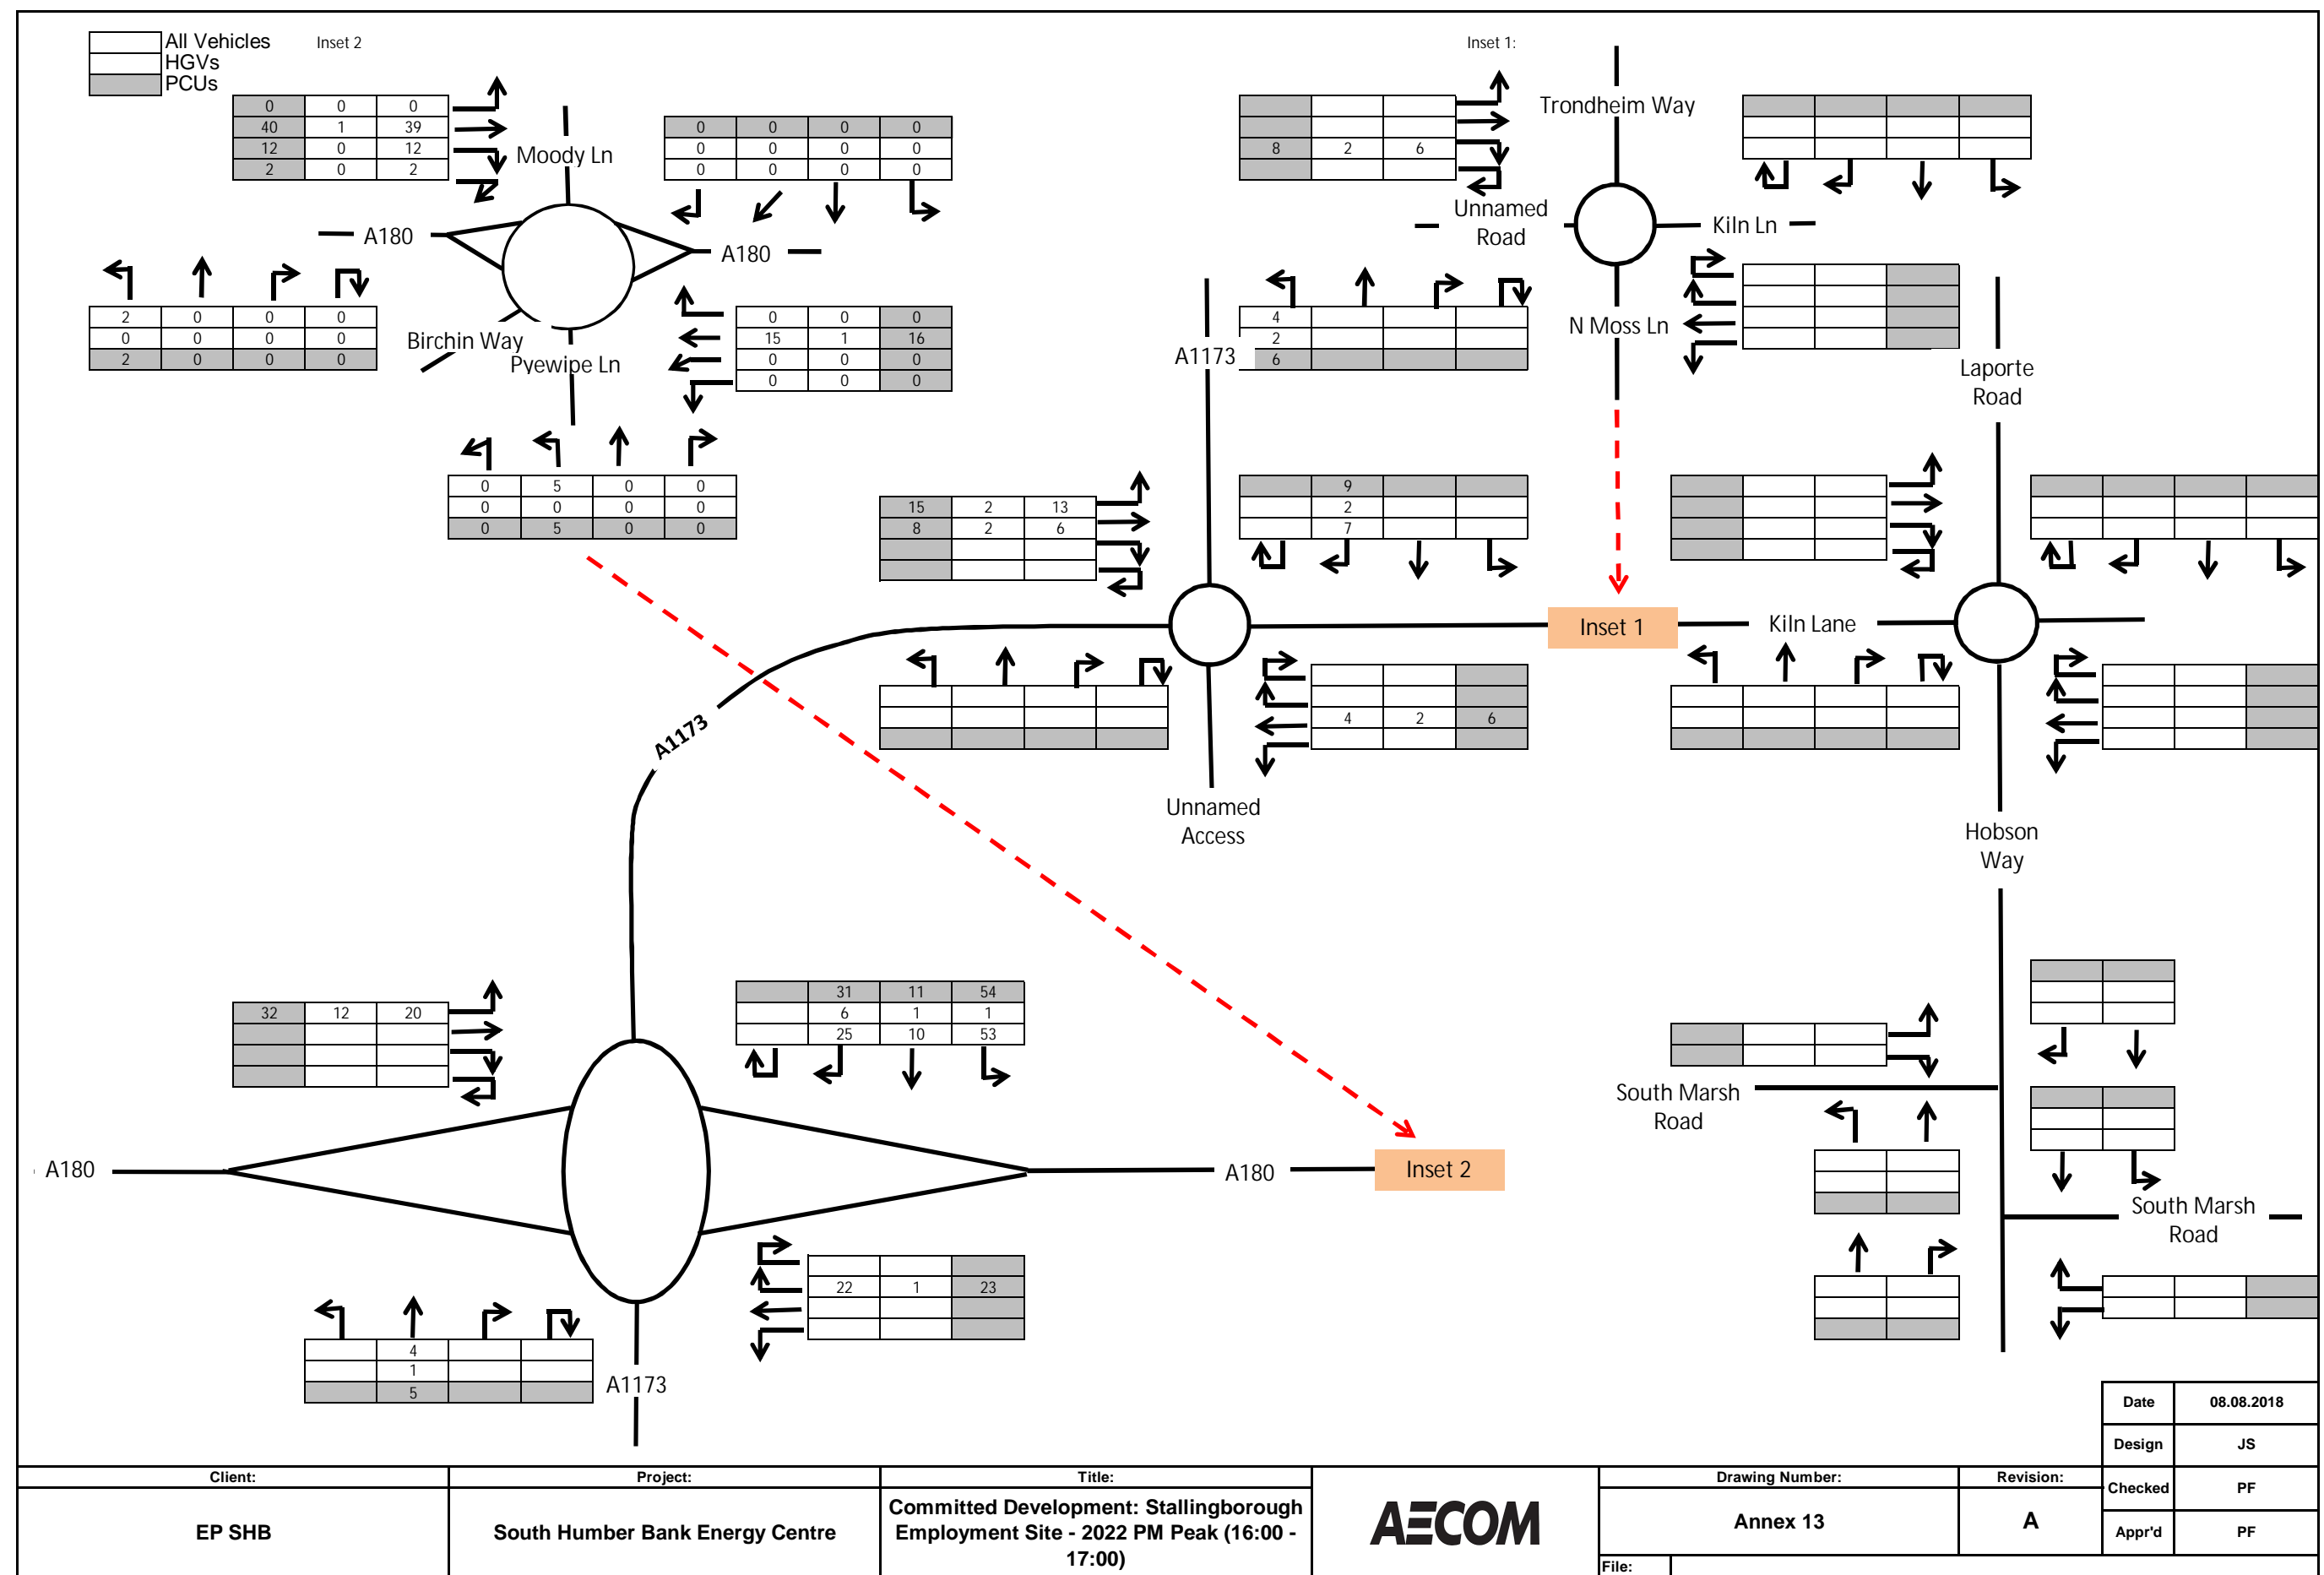 All Vehicles
HGVs
PCUs
Inset 2
Inset 1:
0 0 0
40 1 39
12 0 12
2 0 2
Moody Ln
0 0 0 0
0 0 0 0
0 0 0 0
A180
A180
2 0 0 0
0 0 0 0
2 0 0 0
Birchin Way
Pyewipe Ln
0 0 0
15 1 16
0 0 0
0 0 0
0 5 0 0
0 0 0 0
0 5 0 0
Trondheim Way
8 2 6
Unnamed
Road
Kiln Ln
N Moss Ln
4
2
6
A1173
Laporte
Road
15 2 13
8 2 6
9
2
7
Inset 1
Kiln Lane
4 2 6
A1173
Unnamed
Access
Hobson
Way
32 12 20
31 11 54
6 1 1
25 10 53
South Marsh
Road
A180
A180
Inset 2
South Marsh
Road
22 1 23
4
1
5
A1173
Date 08.08.2018
Design JS
Checked PF
Appr'd PF
Client:
EP SHB
Project:
South Humber Bank Energy Centre
Title:
Committed Development: Stallingborough
Employment Site - 2022 PM Peak (16:00 -
17:00)
AECOM
Drawing Number:
Annex 13
Revision:
A
File: